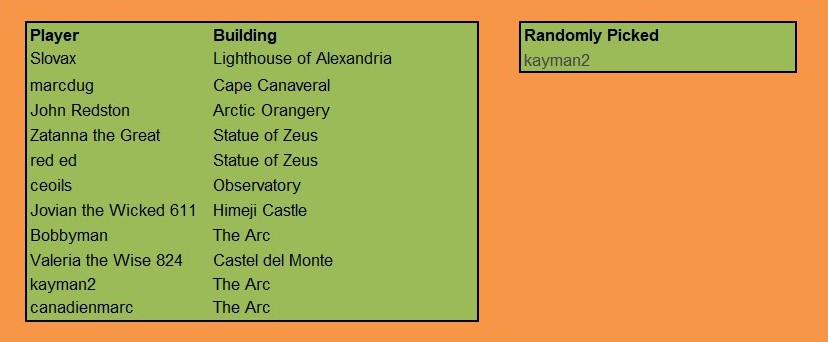 Player Building
Slovax Lighthouse of Alexandria
marcdug Cape Canaveral
John Redston Arctic Orangery
Zatanna the Great Statue of Zeus
red ed Statue of Zeus
ceoils Observatory
Jovian the Wicked 611 Himeji Castle
Bobbyman The Arc
Valeria the Wise 824 Castel del Monte
kayman2 The Arc
canadienmarc The Arc
Randomly Picked
kayman2